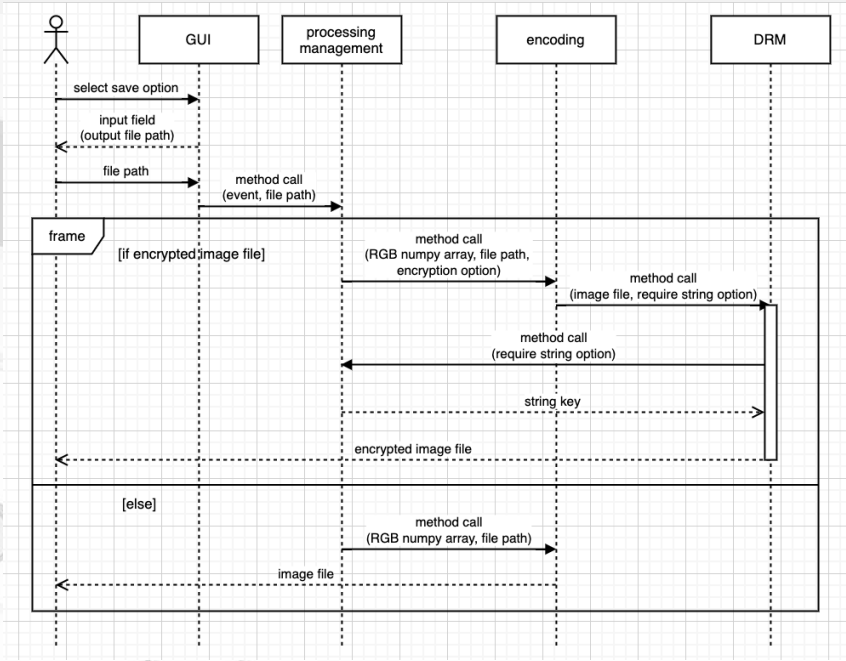 GUI
processing
management
encoding
DRM
select save option
input field
(output file path)
file path
method call
(event, file path)
frame
[if encrypted image file]
method call
(RGB numpy array, file path,
encryption option)
method call
(image file, require string option)
method call
(require string option)
string key
encrypted image file
[else]
method call
(RGB numpy array, file path)
image file